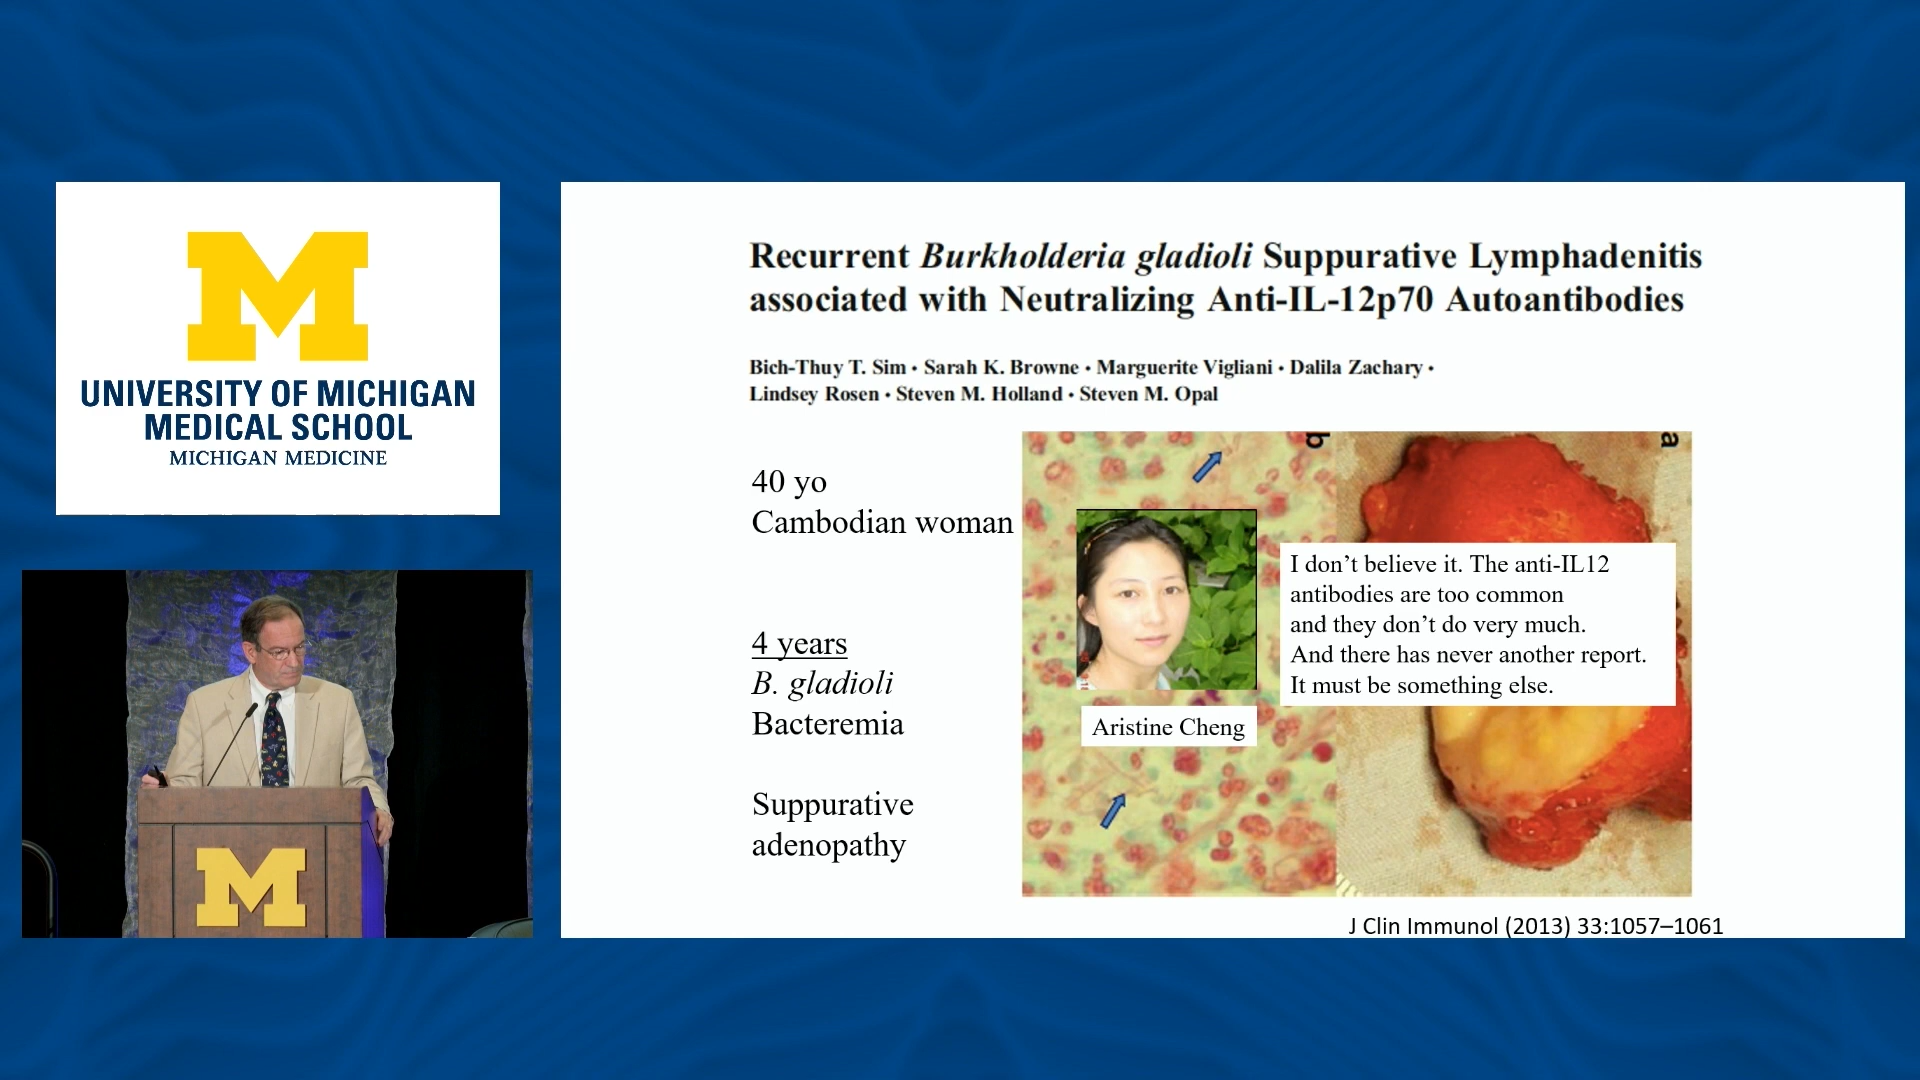 UNIVERSITY OF MICHIGAN
MEDICAL SCHOOL
MICHIGAN MEDICINE
Recurrent Burkholderia gladioli Suppurative Lymphadenitis
associated with Neutralizing Anti-IL-12p70 Autoantibodies
Bich-Thuy T. Sim • Sarah K. Browne • Marguerite Vigliani • Dalila Zachary •
Lindsey Rosen • Steven M. Holland • Steven M. Opal
40 yo
Cambodian woman
4 years
B. gladioli
Bacteremia
Suppurative
adenopathy
b
a
Aristine Cheng
I don't believe it. The anti-IL12
antibodies are too common
and they don't do very much.
And there has never another report.
It must be something else.
J Clin Immunol (2013) 33:1057–1061